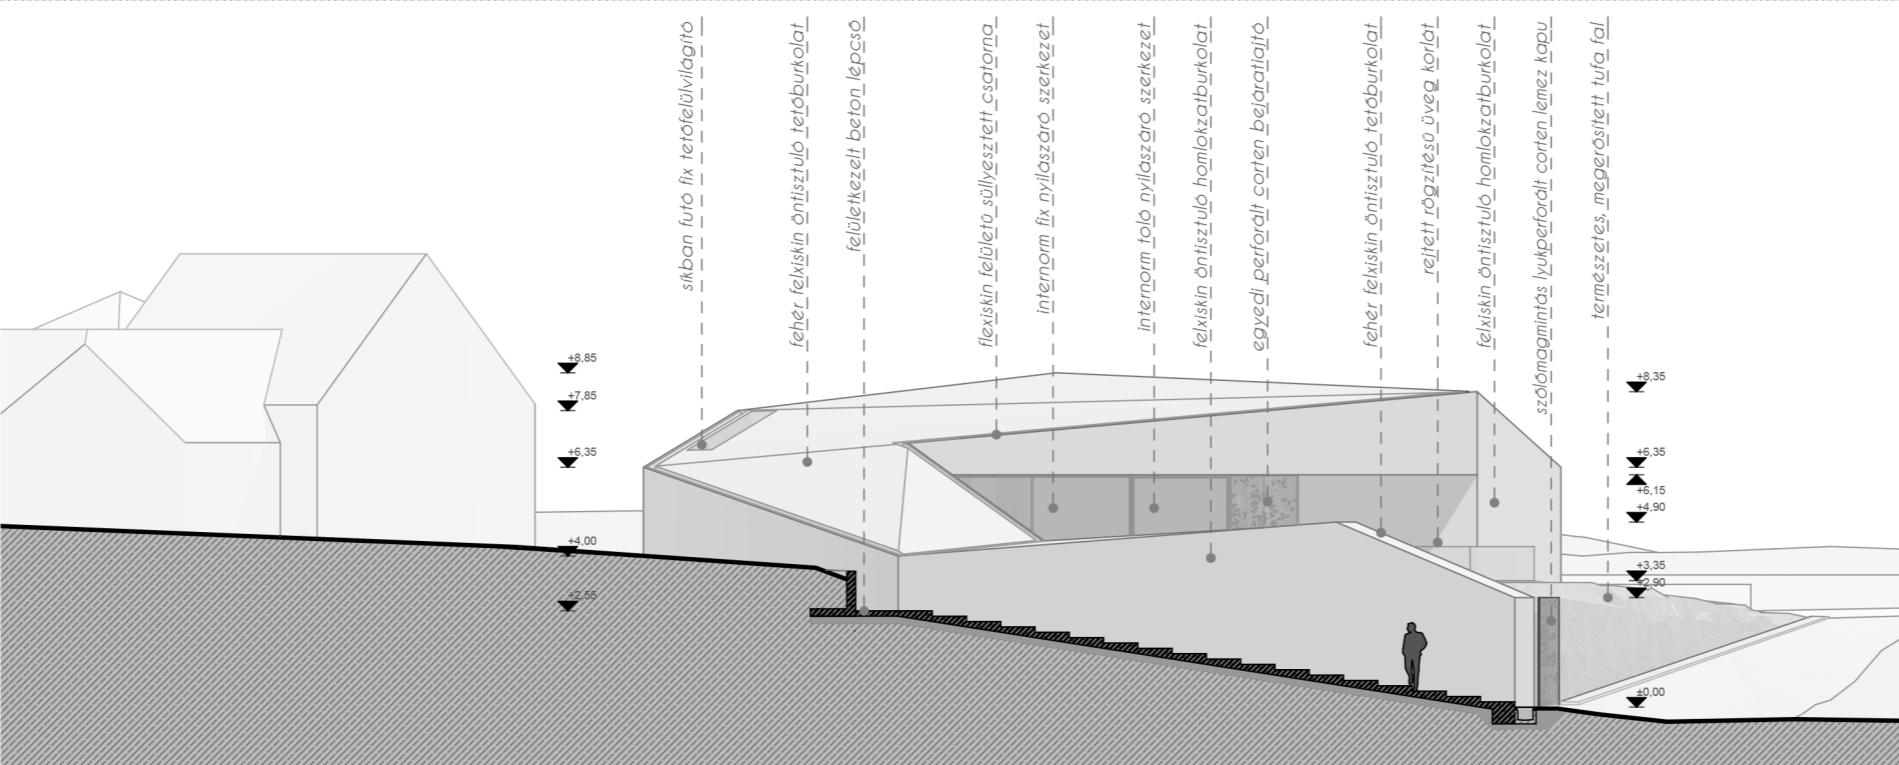 síkban futó fix tetőfelülvilágító
fehér felxiskin öntisztuló tetőburkolat
felületkezelt beton lépcső
flexiskin felületű süllyesztett csatorna
internorm fix nyílászáró szerkezet
internorm toló nyílászáró szerkezet
felxiskin öntisztuló homlokzatburkolat
egyedi perforált corten bejáratiajtó
fehér felxiskin öntisztuló tetőburkolat
rejtett rögzítésű üveg korlát
felxiskin öntisztuló homlokzatburkolat
szőlőmagmintás lyukperforált corten lemez kapu
természetes, megerősített tufa fal
+8,85
+7,85
+6,35
+4,00
+2,55
+8,35
+6,35
+6,15
+4,90
+3,35
+2,90
±0,00